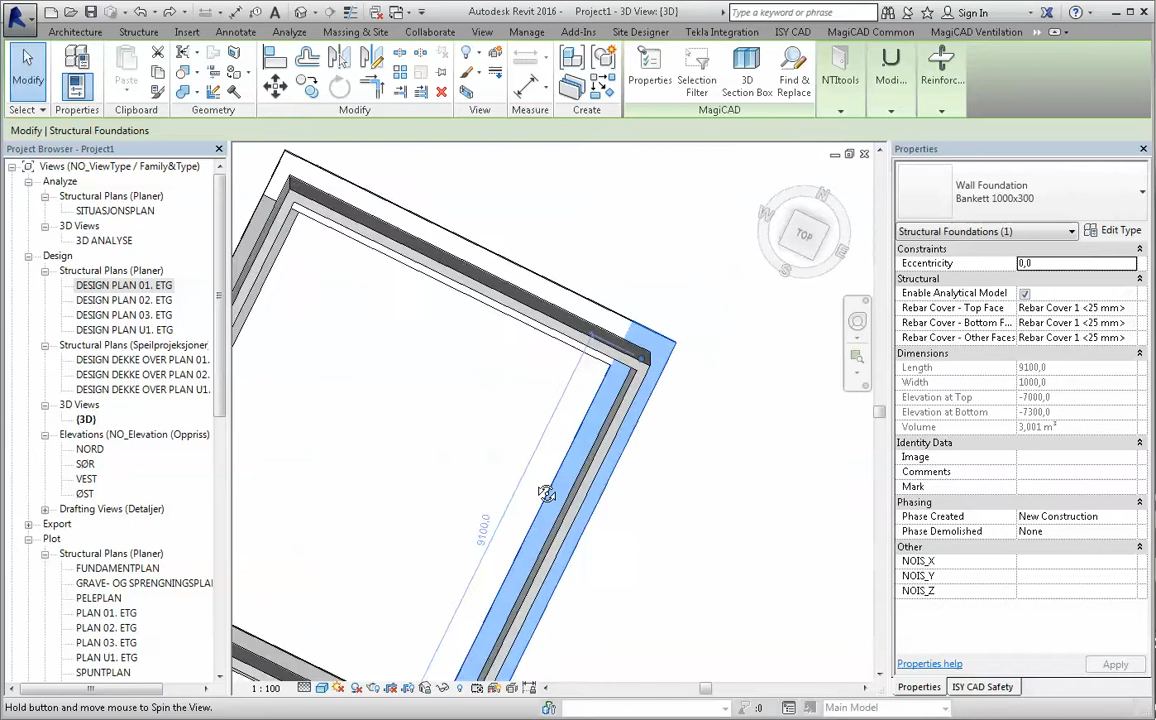 Autodesk Revit 2016 - Project1 - 3D View: {3D}
Type a keyword or phrase
Sign In
Architecture Structure Insert Annotate Analyze Massing & Site Collaborate View Manage Add-Ins Site Designer Tekla Integration ISY CAD MagiCAD Common MagiCAD Ventilation
Modify
Paste
Properties
Selection Filter
3D Section Box
Find & Replace
NTItools
Modi...
Reinforc...
Select Properties Clipboard Geometry Modify View Measure Create MagiCAD
Modify | Structural Foundations
Project Browser - Project1
Views (NO_ViewType / Family&Type)
Analyze
Structural Plans (Planer)
SITUASJONSPLAN
3D Views
3D ANALYSE
Design
Structural Plans (Planer)
DESIGN PLAN 01. ETG
DESIGN PLAN 02. ETG
DESIGN PLAN 03. ETG
DESIGN PLAN U1. ETG
Structural Plans (Speilprojeksjoner)
DESIGN DEKKE OVER PLAN 01.
DESIGN DEKKE OVER PLAN 02.
DESIGN DEKKE OVER PLAN U1.
3D Views
{3D}
Elevations (NO_Elevation (Oppriss)
NORD
SØR
VEST
ØST
Drafting Views (Detaljer)
Export
Plot
Structural Plans (Planer)
FUNDAMENTPLAN
GRAVE- OG SPRENGNINGSPLAN
PELEPLAN
PLAN 01. ETG
PLAN 02. ETG
PLAN 03. ETG
PLAN U1. ETG
SPUNTPLAN
N
W
TOP
E
S
9100,0
1 : 100
Properties
Wall Foundation
Bankett 1000x300
Structural Foundations (1)
Edit Type
Constraints
Eccentricity 0,0
Structural
Enable Analytical Model
Rebar Cover - Top Face Rebar Cover 1 <25 mm>
Rebar Cover - Bottom F... Rebar Cover 1 <25 mm>
Rebar Cover - Other Faces Rebar Cover 1 <25 mm>
Dimensions
Length 9100,0
Width 1000,0
Elevation at Top -7000,0
Elevation at Bottom -7300,0
Volume 3,001 m³
Identity Data
Image
Comments
Mark
Phasing
Phase Created New Construction
Phase Demolished None
Other
NOIS_X
NOIS_Y
NOIS_Z
Properties help
Apply
Properties ISY CAD Safety
Hold button and move mouse to Spin the View.
:0
Main Model